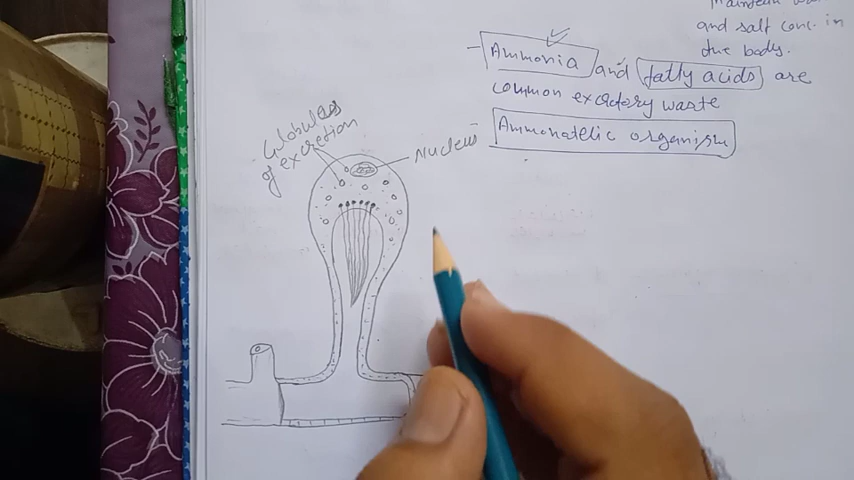 and salt conc. in
the body.
- Ammonia and fatty acids are
common excretory waste
Ammonotelic organism
of excretion
Nucleus